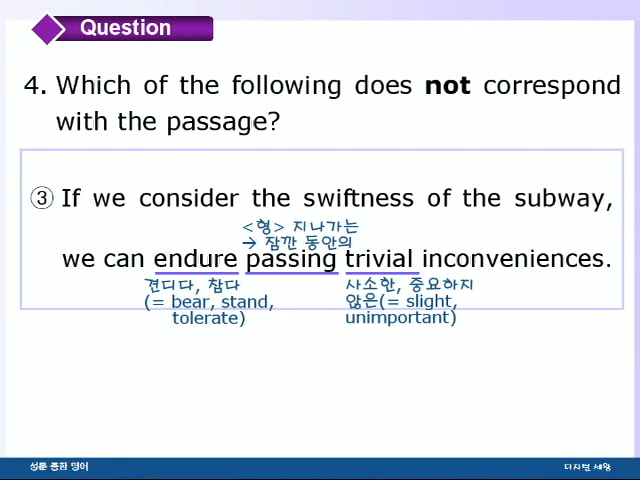 Question
4. Which of the following does not correspond
with the passage?
③ If we consider the swiftness of the subway,
<형> 지나가는
→ 잠깐 동안의
we can endure passing trivial inconveniences.
견디다, 참다
(= bear, stand,
tolerate)
사소한, 중요하지
않은(= slight,
unimportant)
성문 종합 영어
디지털 세상